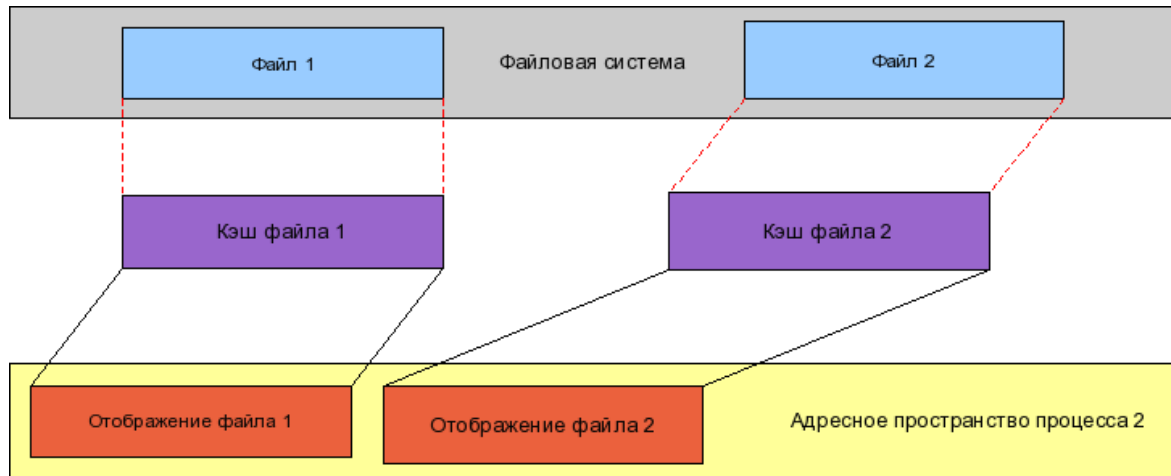 Файл 1
Файловая система
Файл 2
Кэш файла 1
Кэш файла 2
Отображение файла 1
Отображение файла 2
Адресное пространство процесса 2